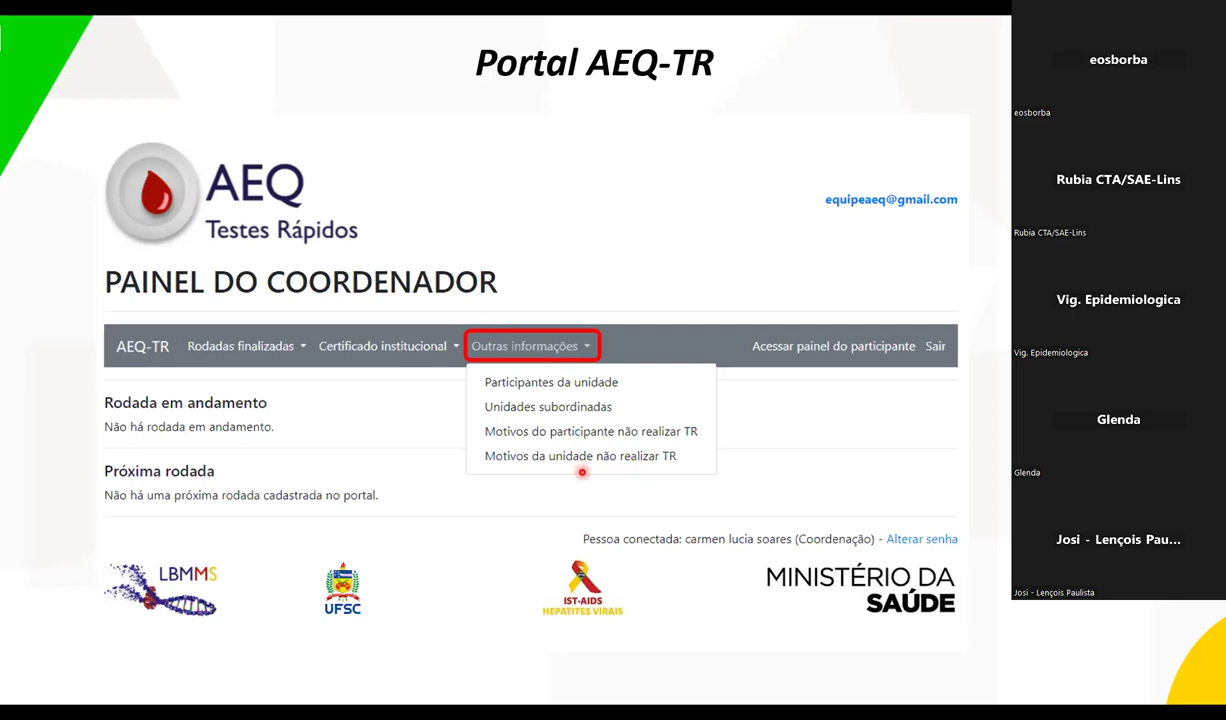 Portal AEQ-TR
AEQ
Testes Rápidos
equipeaeq@gmail.com
PAINEL DO COORDENADOR
AEQ-TR Rodadas finalizadas Certificado institucional Outras informações Acessar painel do participante Sair
Participantes da unidade
Unidades subordinadas
Motivos do participante não realizar TR
Motivos da unidade não realizar TR
Rodada em andamento
Não há rodada em andamento.
Próxima rodada
Não há uma próxima rodada cadastrada no portal.
Pessoa conectada: carmen lucia soares (Coordenação) - Alterar senha
LBMMS
UFSC
IST-AIDS
HEPATITES VIRAIS
MINISTÉRIO DA
SAÚDE
eosborba
eosborba
Rubia CTA/SAE-Lins
Rubia CTA/SAE-Lins
Vig. Epidemiologica
Vig. Epidemiologica
Glenda
Glenda
Josi - Lençois Pau...
Josi - Lençois Paulista